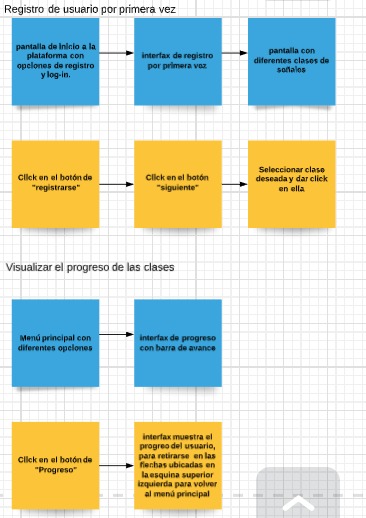 Registro de usuario por primera vez
pantalla de inicio a la
plataforma con
opciones de registro
y log-in.
interfax de registro
por primera vez
pantalla con
diferentes clases de
señales
Click en el botón de
"registrarse"
Click en el botón
"siguiente"
Seleccionar clase
deseada y dar click
en ella
Visualizar el progreso de las clases
Menú principal con
diferentes opciones
interfax de progreso
con barra de avance
Click en el botón de
"Progreso"
interfax muestra el
progreo del usuario,
para retirarse en las
flechas ubicadas en
la esquina superior
izquierda para volver
al menú principal